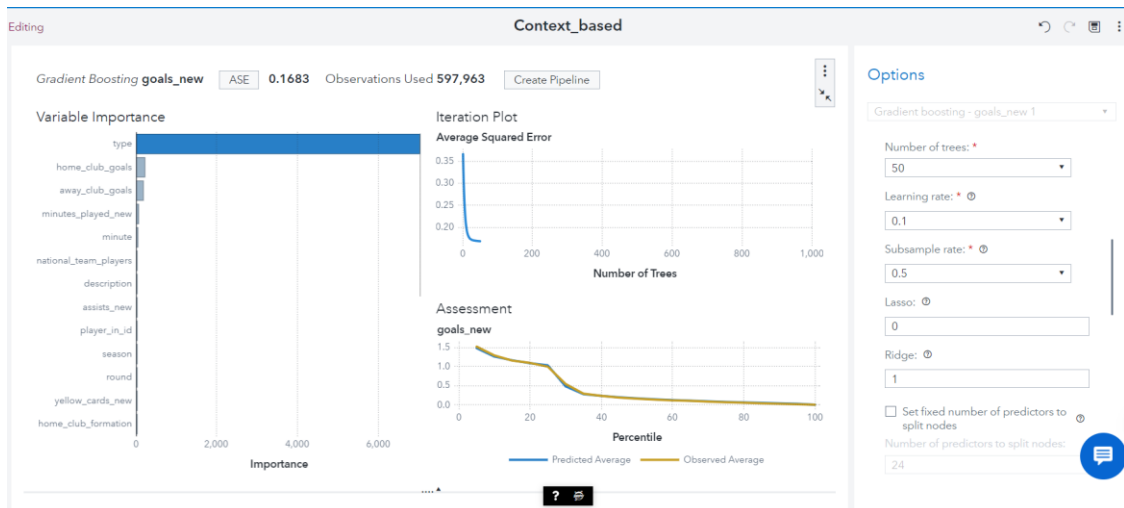 Editing
Context_based
Gradient Boosting goals_new ASE 0.1683 Observations Used 597,963 Create Pipeline
Variable Importance
type
home_club_goals
away_club_goals
minutes_played_new
minute
national_team_players
description
assists_new
player_in_id
season
round
yellow_cards_new
home_club_formation
0 2,000 4,000 6,000
Importance
Iteration Plot
Average Squared Error
0.35
0.30
0.25
0.20
0 200 400 600 800 1,000
Number of Trees
Assessment
goals_new
1.5
1.0
0.5
0.0
0 20 40 60 80 100
Percentile
Predicted Average Observed Average
Options
Gradient boosting - goals_new 1
Number of trees: *
50
Learning rate: *
0.1
Subsample rate: *
0.5
Lasso:
0
Ridge:
1
Set fixed number of predictors to
split nodes
Number of predictors to split nodes:
24
?